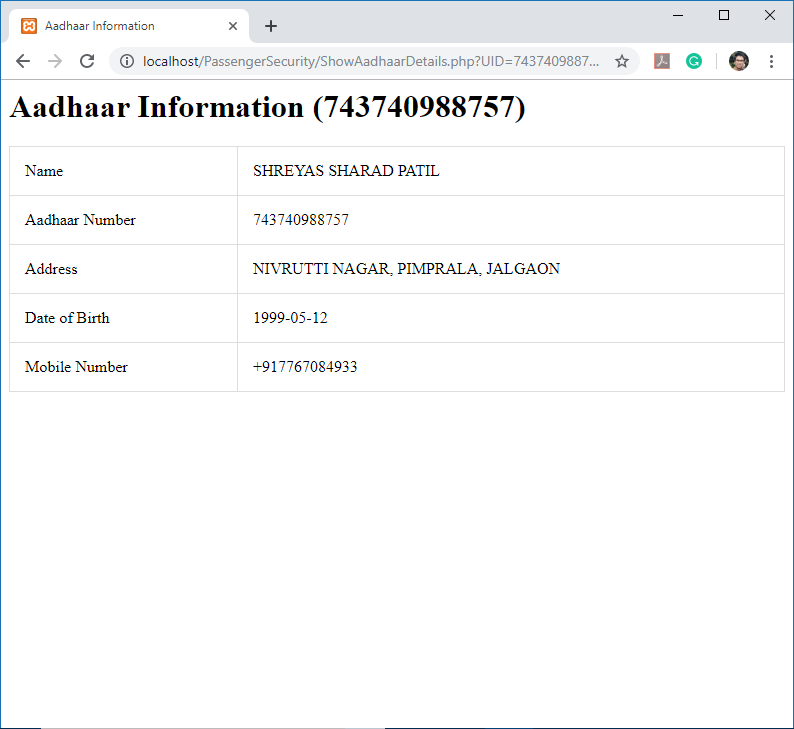 Aadhaar Information
localhost/PassengerSecurity/ShowAadhaarDetails.php?UID=7437409887...
Aadhaar Information (743740988757)
Name SHREYAS SHARAD PATIL
Aadhaar Number 743740988757
Address NIVRUTTI NAGAR, PIMPRALA, JALGAON
Date of Birth 1999-05-12
Mobile Number +917767084933